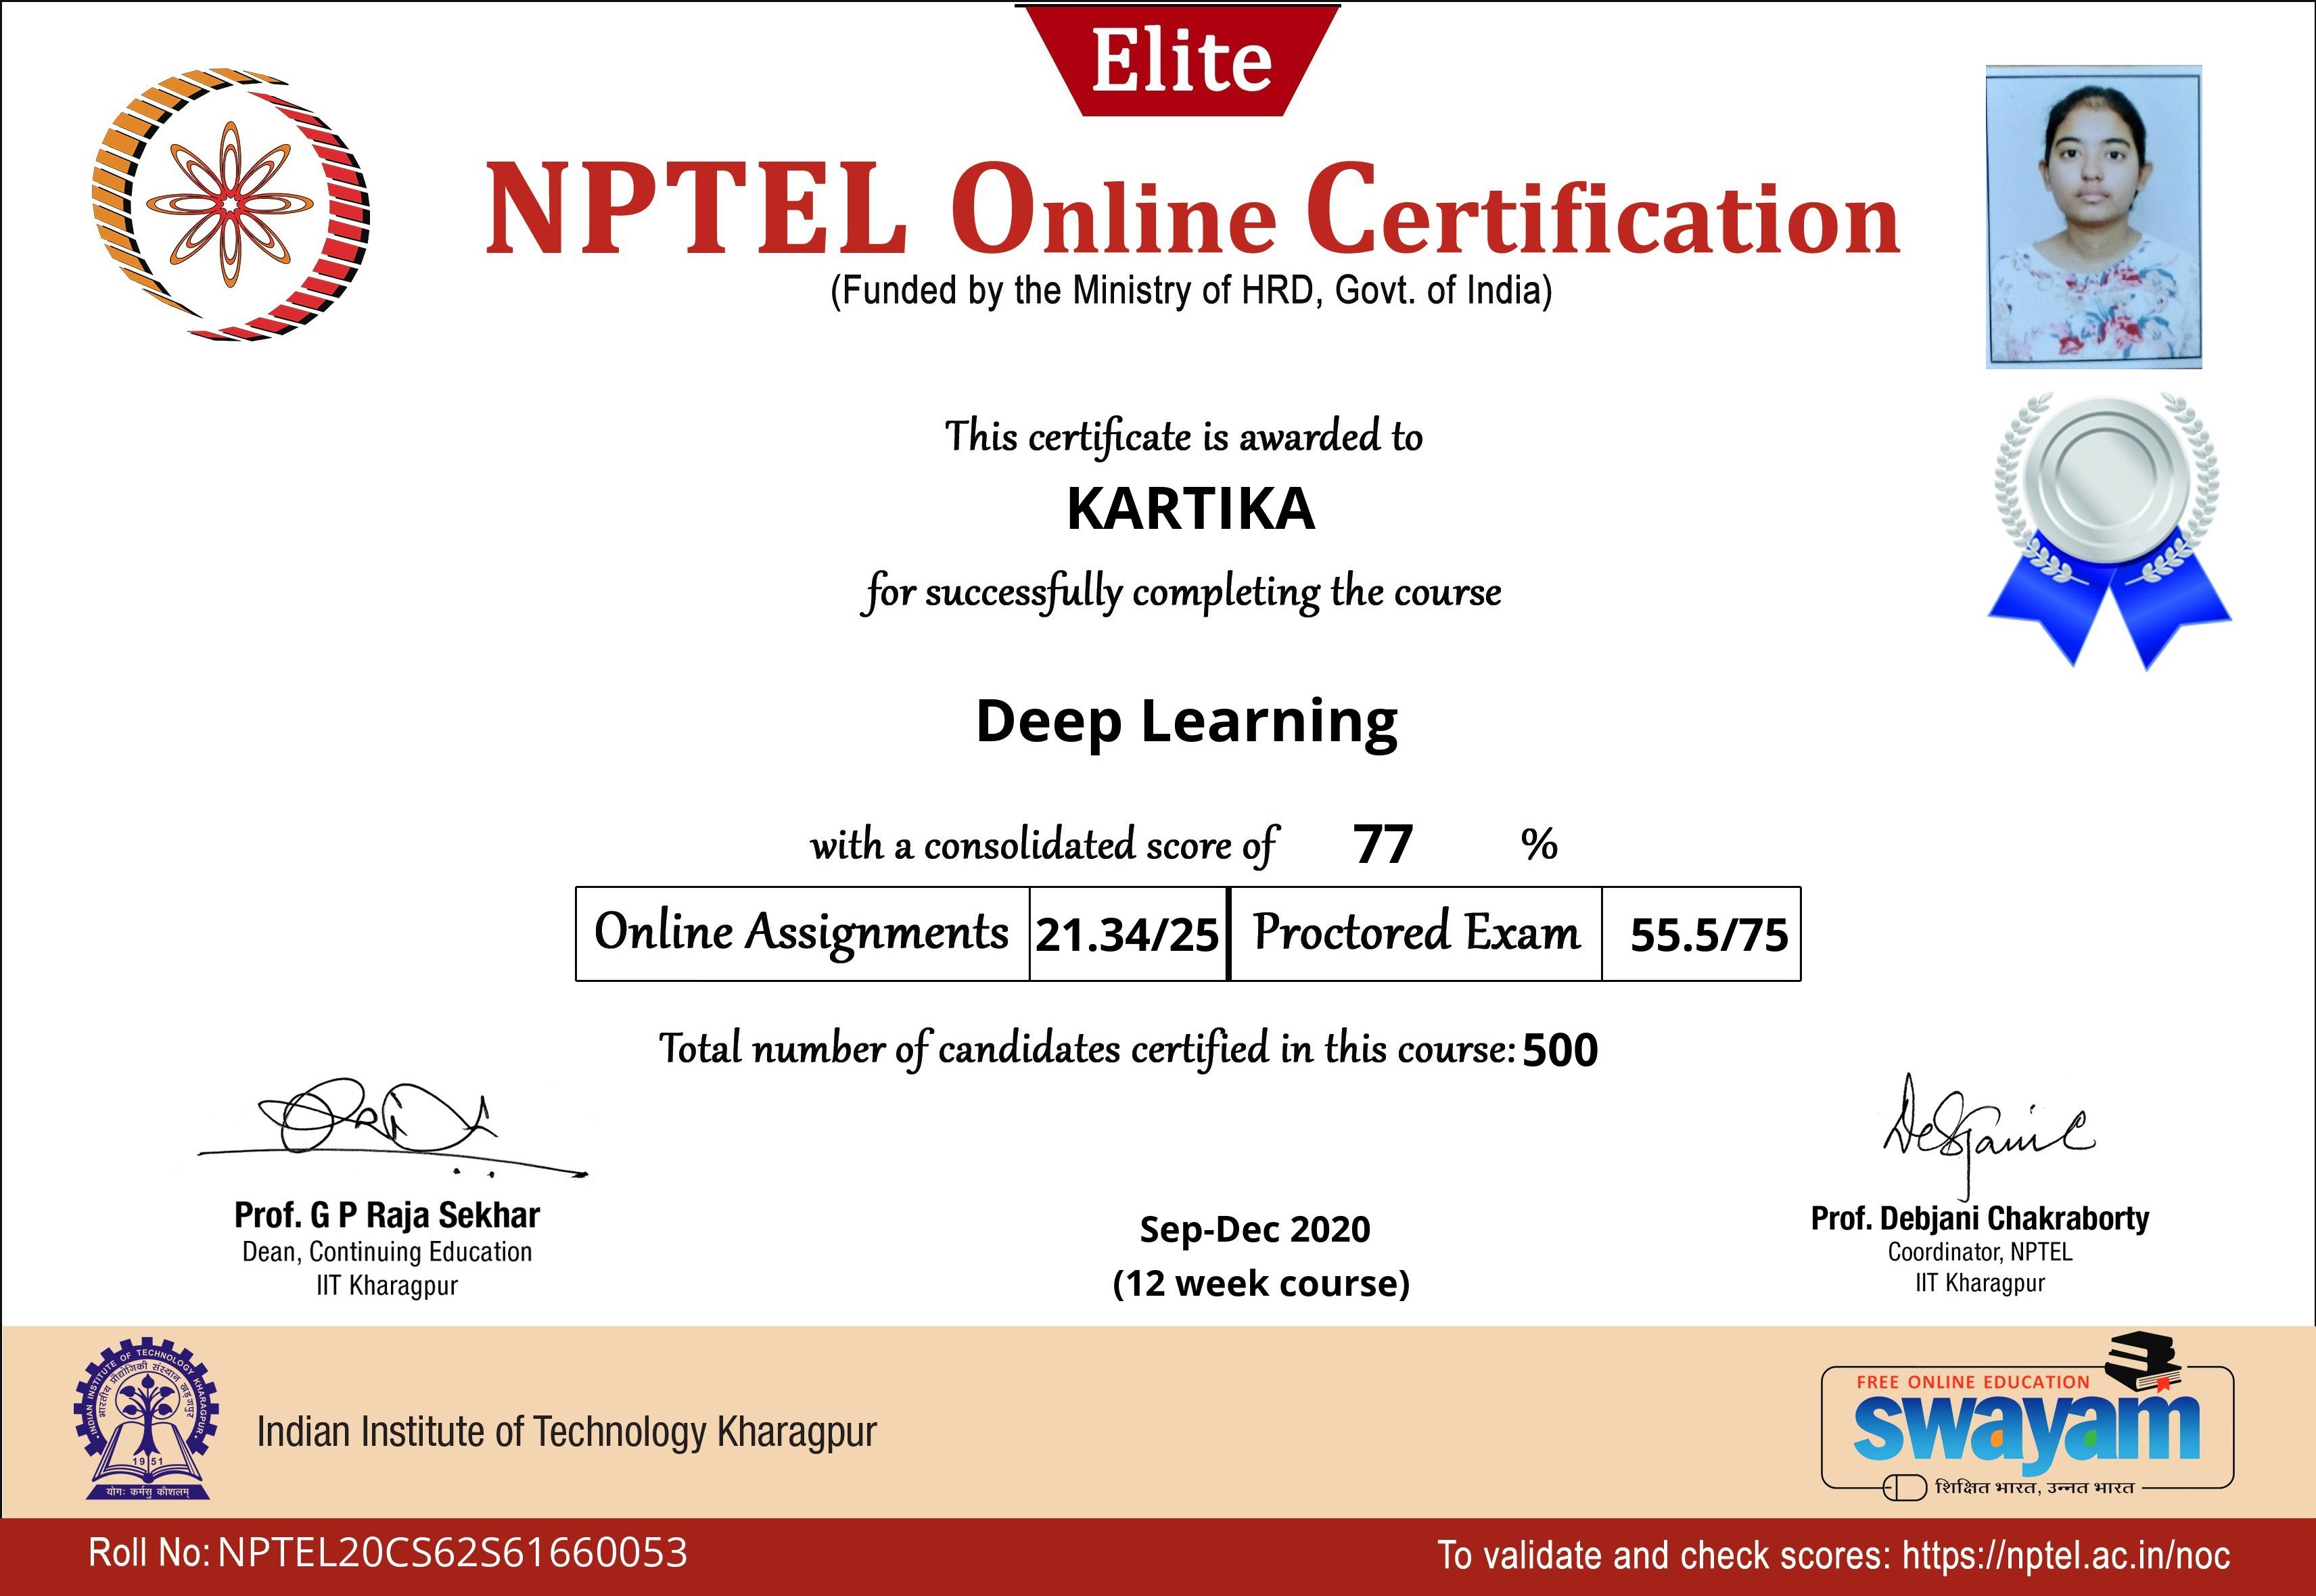 Elite
NPTEL Online Certification
(Funded by the Ministry of HRD, Govt. of India)
This certificate is awarded to
KARTIKA
for successfully completing the course
Deep Learning
with a consolidated score of 77 %
Online Assignments 21.34/25 Proctored Exam 55.5/75
Total number of candidates certified in this course: 500
Debjani C
Prof. G P Raja Sekhar
Dean, Continuing Education
IIT Kharagpur
Sep-Dec 2020
(12 week course)
Prof. Debjani Chakraborty
Coordinator, NPTEL
IIT Kharagpur
INDIAN INSTITUTE OF TECHNOLOGY KHARAGPUR
भारतीय प्रौद्योगिकी संस्थान खड़गपुर
1951
योगः कर्मसु कौशलम्
Indian Institute of Technology Kharagpur
FREE ONLINE EDUCATION
swayam
शिक्षित भारत, उन्नत भारत
Roll No: NPTEL20CS62S61660053
To validate and check scores: https://nptel.ac.in/noc